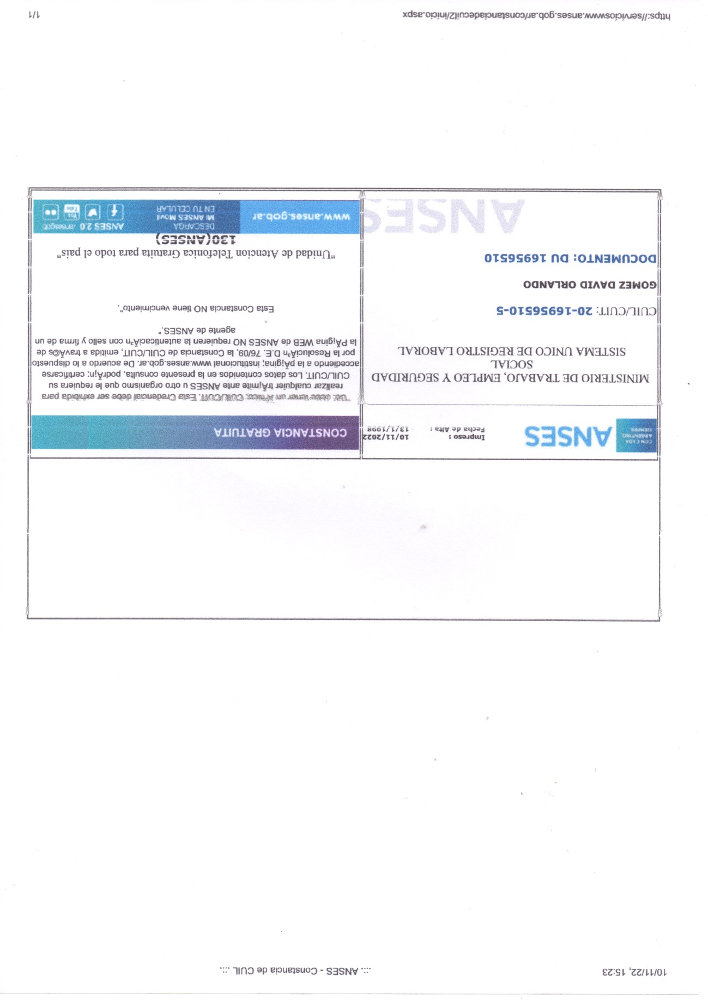 10/11/22, 15:23
.::. ANSES - Constancia de CUIL .::.
CON CADA
ARGENTINO
SIEMPRE
ANSES
Impreso : 10/11/2022
Fecha de Alta : 13/1/1998
MINISTERIO DE TRABAJO, EMPLEO Y SEGURIDAD
SOCIAL
SISTEMA UNICO DE REGISTRO LABORAL
CUIL/CUIT: 20-16956510-5
GOMEZ DAVID ORLANDO
DOCUMENTO: DU 16956510
ANSES
CONSTANCIA GRATUITA
CUIL/CUIT. Esta Credencial debe ser exhibida para
realizar cualquier trÃ¡mite ante ANSES u otro organismo que le requiera su
CUIL/CUIT. Los datos contenidos en la presente consulta, podrÃ¡n; certificarse
accediendo a la pÃ¡gina; institucional www.anses.gob.ar. De acuerdo a lo dispuesto
por la ResoluciÃ³n D.E. 76/09, la Constancia de CUIL/CUIT, emitida a travÃ©s de
la PÃ¡gina WEB de ANSES NO requieren la autenticaciÃ³n con sello y firma de un
agente de ANSES."
Esta Constancia NO tiene vencimiento".
"Unidad de Atencion Telefonica Gratuita para todo el pais"
130(ANSES)
www.anses.gob.ar
DESCARGA
MI ANSES Móvil
EN TU CELULAR
ANSES 2.0 /ansesgob
https://servicioswww.anses.gob.ar/constanciadecuil2/inicio.aspx
1/1